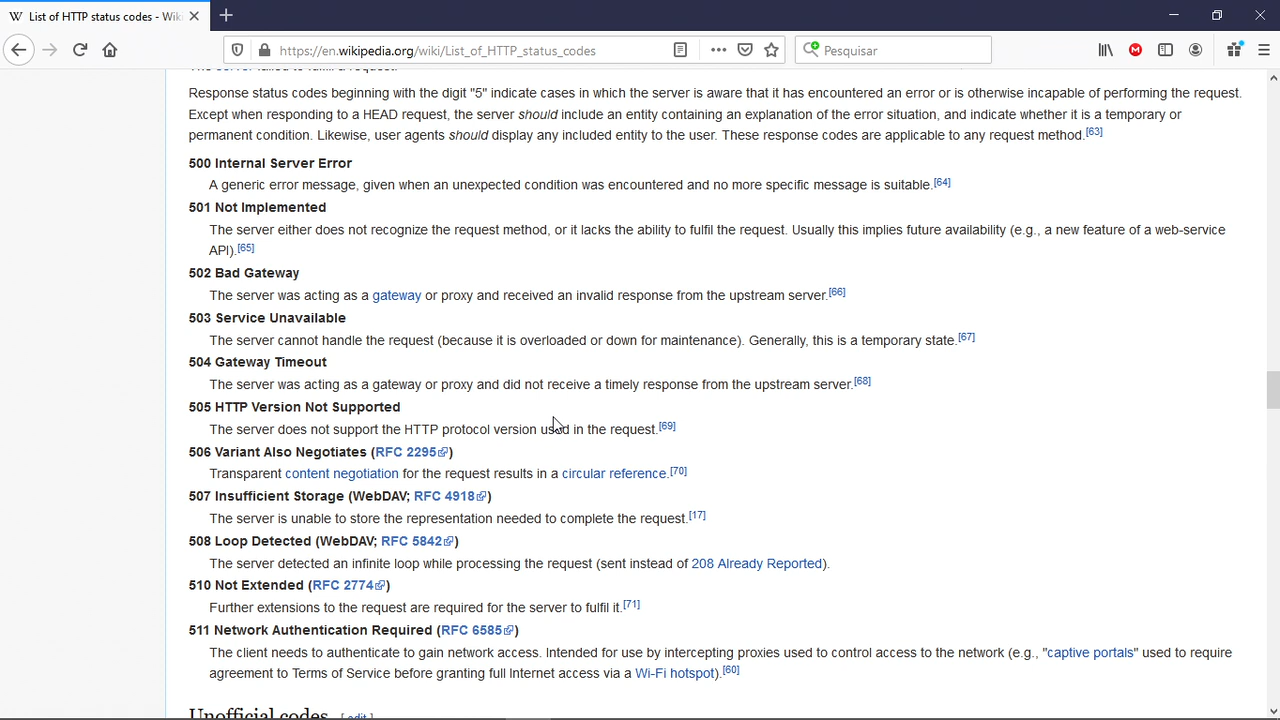 List of HTTP status codes - Wiki
https://en.wikipedia.org/wiki/List_of_HTTP_status_codes
Pesquisar
The server failed to fulfil a request.
Response status codes beginning with the digit "5" indicate cases in which the server is aware that it has encountered an error or is otherwise incapable of performing the request.
Except when responding to a HEAD request, the server should include an entity containing an explanation of the error situation, and indicate whether it is a temporary or
permanent condition. Likewise, user agents should display any included entity to the user. These response codes are applicable to any request method.[63]
500 Internal Server Error
A generic error message, given when an unexpected condition was encountered and no more specific message is suitable.[64]
501 Not Implemented
The server either does not recognize the request method, or it lacks the ability to fulfil the request. Usually this implies future availability (e.g., a new feature of a web-service
API).[65]
502 Bad Gateway
The server was acting as a gateway or proxy and received an invalid response from the upstream server.[66]
503 Service Unavailable
The server cannot handle the request (because it is overloaded or down for maintenance). Generally, this is a temporary state.[67]
504 Gateway Timeout
The server was acting as a gateway or proxy and did not receive a timely response from the upstream server.[68]
505 HTTP Version Not Supported
The server does not support the HTTP protocol version used in the request.[69]
506 Variant Also Negotiates (RFC 2295)
Transparent content negotiation for the request results in a circular reference.[70]
507 Insufficient Storage (WebDAV; RFC 4918)
The server is unable to store the representation needed to complete the request.[17]
508 Loop Detected (WebDAV; RFC 5842)
The server detected an infinite loop while processing the request (sent instead of 208 Already Reported).
510 Not Extended (RFC 2774)
Further extensions to the request are required for the server to fulfil it.[71]
511 Network Authentication Required (RFC 6585)
The client needs to authenticate to gain network access. Intended for use by intercepting proxies used to control access to the network (e.g., "captive portals" used to require
agreement to Terms of Service before granting full Internet access via a Wi-Fi hotspot).[60]
Unofficial codes [ edit ]